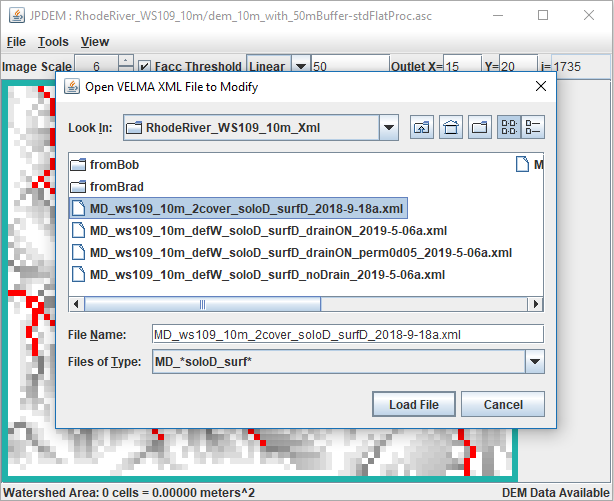 JPDEM : RhodeRiver_WS109_10m/dem_10m_with_50mBuffer-stdFlatProc.asc
File Tools View
Image Scale 6 Facc Threshold Linear 50 Outlet X= 15 Y= 20 i= 1735
Open VELMA XML File to Modify
Look In: RhodeRiver_WS109_10m_Xml
fromBob M
fromBrad
MD_ws109_10m_2cover_soloD_surfD_2018-9-18a.xml
MD_ws109_10m_defW_soloD_surfD_drainON_2019-5-06a.xml
MD_ws109_10m_defW_soloD_surfD_drainON_perm0d05_2019-5-06a.xml
MD_ws109_10m_defW_soloD_surfD_noDrain_2019-5-06a.xml
File Name: MD_ws109_10m_2cover_soloD_surfD_2018-9-18a.xml
Files of Type: MD_*soloD_surf*
Load File Cancel
Watershed Area: 0 cells = 0.00000 meters^2 DEM Data Available